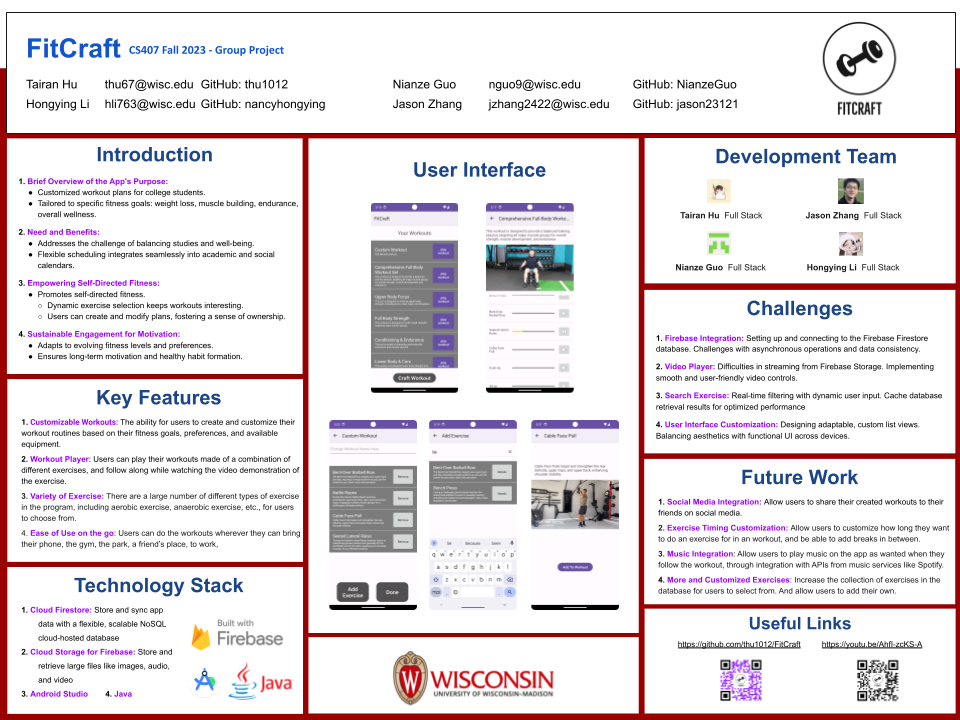 FitCraft CS407 Fall 2023 - Group Project
Tairan Hu thu67@wisc.edu GitHub: thu1012 Nianze Guo nguo9@wisc.edu GitHub: NianzeGuo
Hongying Li hli763@wisc.edu GitHub: nancyhongying Jason Zhang jzhang2422@wisc.edu GitHub: jason23121
FITCRAFT
Introduction
1. Brief Overview of the App's Purpose:
● Customized workout plans for college students.
● Tailored to specific fitness goals: weight loss, muscle building, endurance,
overall wellness.
2. Need and Benefits:
● Addresses the challenge of balancing studies and well-being.
● Flexible scheduling integrates seamlessly into academic and social
calendars.
3. Empowering Self-Directed Fitness:
● Promotes self-directed fitness.
○ Dynamic exercise selection keeps workouts interesting.
○ Users can create and modify plans, fostering a sense of ownership.
4. Sustainable Engagement for Motivation:
● Adapts to evolving fitness levels and preferences.
● Ensures long-term motivation and healthy habit formation.
Key Features
1. Customizable Workouts: The ability for users to create and customize their
workout routines based on their fitness goals, preferences, and available
equipment.
2. Workout Player: Users can play their workouts made of a combination of
different exercises, and follow along while watching the video demonstration of
the exercise.
3. Variety of Exercise: There are a large number of different types of exercise
in the program, including aerobic exercise, anaerobic exercise, etc., for users
to choose from.
4. Ease of Use on the go: Users can do the workouts wherever they can bring
their phone, the gym, the park, a friend's place, to work,
Technology Stack
1. Cloud Firestore: Store and sync app
data with a flexible, scalable NoSQL
cloud-hosted database
2. Cloud Storage for Firebase: Store and
retrieve large files like images, audio,
and video
3. Android Studio 4. Java
Built with
Firebase
Java
User Interface
FitCraft
Your Workouts
Custom Workout
Comprehensive Full Body
Upper Body Focus
Full Body Strength
Conditioning & Endurance
Lower Body & Core
Craft Workout
Comprehensive Full Body Worko...
Custom Workout
Bent Over Barbell Row
Battle Ropes
Cable Face Pull
Seated Lateral Raise
Add
Exercise
Done
Add Exercise
be
Bent Over Barbell Row
Bench Press
Cable Face Pull
Add To Workout
WISCONSIN
UNIVERSITY OF WISCONSIN–MADISON
Development Team
Tairan Hu Full Stack Jason Zhang Full Stack
Nianze Guo Full Stack Hongying Li Full Stack
Challenges
1. Firebase Integration: Setting up and connecting to the Firebase Firestore
database. Challenges with asynchronous operations and data consistency.
2. Video Player: Difficulties in streaming from Firebase Storage. Implementing
smooth and user-friendly video controls.
3. Search Exercise: Real-time filtering with dynamic user input. Cache database
retrieval results for optimized performance
4. User Interface Customization: Designing adaptable, custom list views.
Balancing aesthetics with functional UI across devices.
Future Work
1. Social Media Integration: Allow users to share their created workouts to their
friends on social media.
2. Exercise Timing Customization: Allow users to customize how long they want
to do an exercise for in an workout, and be able to add breaks in between.
3. Music Integration: Allow users to play music on the app as wanted when they
follow the workout, through integration with APIs from music services like Spotify.
4. More and Customized Exercises: Increase the collection of exercises in the
database for users to select from. And allow users to add their own.
Useful Links
https://github.com/thu1012/FitCraft https://youtu.be/Ahfl-zcKS-A